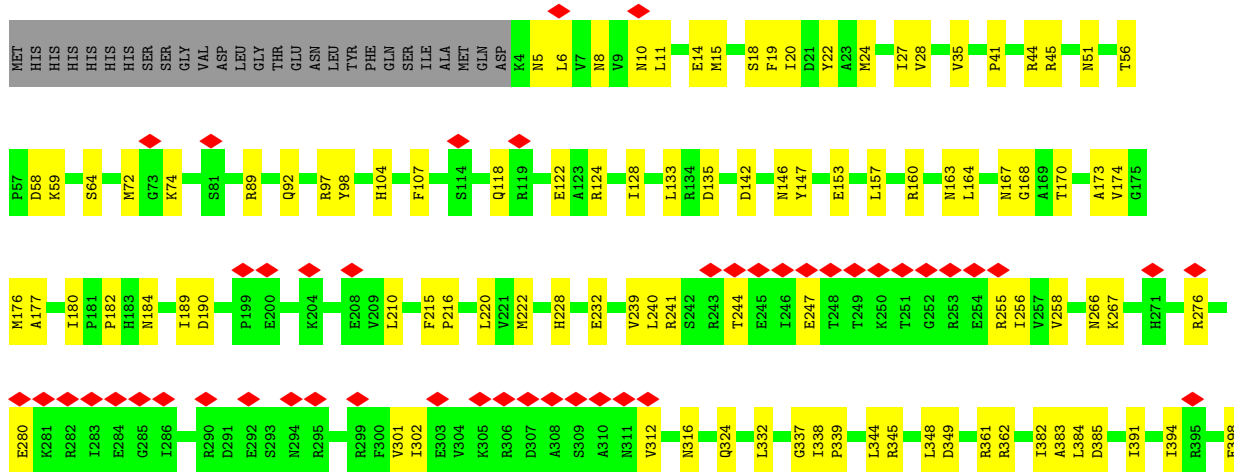 MET HIS HIS HIS HIS HIS HIS SER SER GLY VAL ASP LEU GLY THR GLU ASN LEU TYR PHE GLN SER ILE ALA MET GLN ASP K4 N5 L6 V7 N8 V9 N10 L11 E14 M15 S18 F19 I20 D21 Y22 A23 M24 I27 V28 V35 P41 R44 R45 N51 T56
P57 D58 K59 S64 M72 G73 K74 S81 R89 Q92 R97 Y98 H104 F107 S114 Q118 R119 E122 A123 R124 I128 L133 R134 D135 D142 N146 Y147 E153 L157 R160 N163 L164 N167 G168 A169 T170 A173 V174 G175
M176 A177 I180 P181 P182 H183 N184 I189 D190 P199 E200 K204 E208 V209 L210 F215 P216 L220 V221 M222 H228 E232 V239 L240 R241 S242 R243 T244 E245 I246 E247 T248 T249 K250 T251 G252 R253 E254 R255 I256 V257 V258 N266 K267 H271 R276
E280 K281 R282 I283 E284 G285 I286 R290 D291 E292 S293 N294 R295 R299 F300 V301 I302 E303 V304 K305 R306 D307 A308 S309 A310 N311 V312 N316 Q324 L332 G337 I338 P339 L344 R345 L348 D349 R361 R362 I382 A383 L384 D385 I391 I394 R395 E398